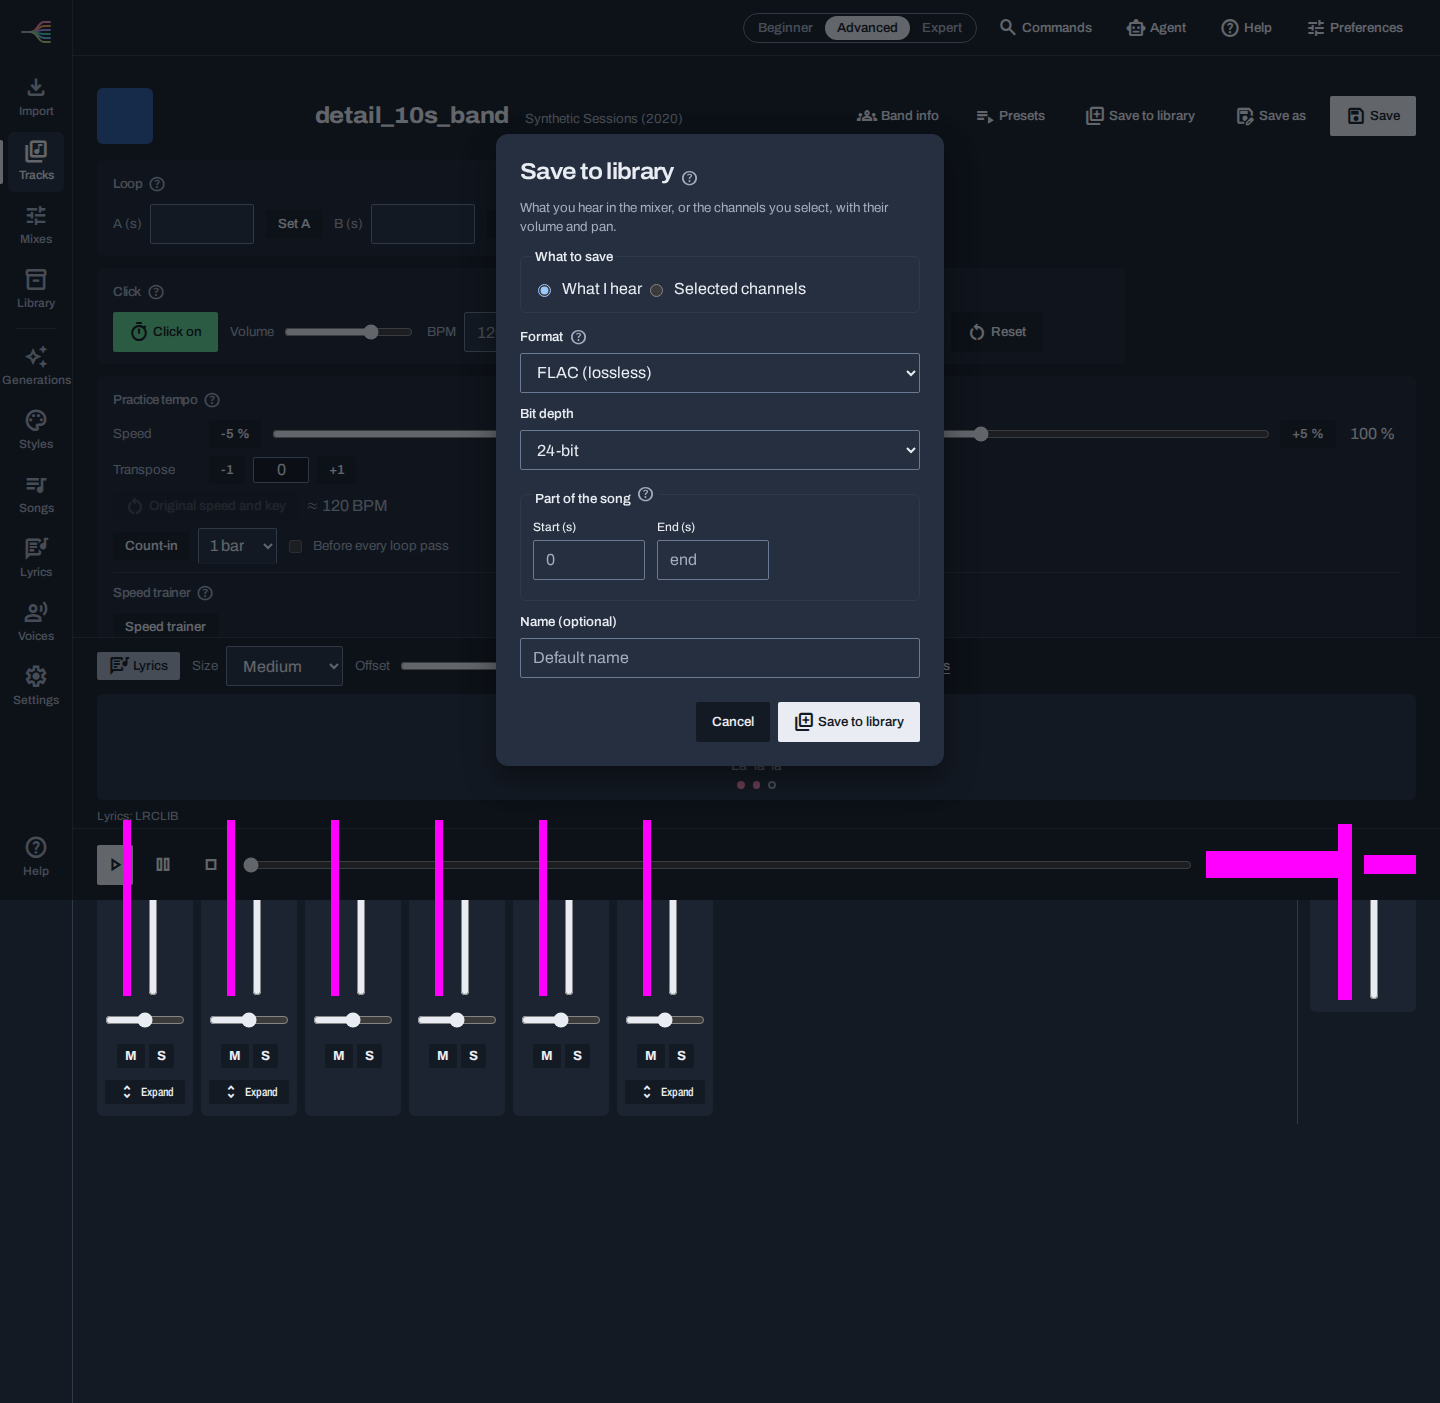 Beginner Advanced Expert Commands Agent Help Preferences
Import
Tracks
Mixes
Library
Generations
Styles
Songs
Lyrics
Voices
Settings
Help
detail_10s_band Synthetic Sessions (2020) Band info Presets Save to library Save as Save
Loop
A (s) Set A B (s)
Click
Click on Volume BPM 12 Reset
Practice tempo
Speed -5 % +5 % 100 %
Transpose -1 0 +1
Original speed and key ≈ 120 BPM
Count-in 1 bar Before every loop pass
Speed trainer
Speed trainer
Lyrics Size Medium Offset s
Save to library
What you hear in the mixer, or the channels you select, with their
volume and pan.
What to save
What I hear Selected channels
Format
FLAC (lossless)
Bit depth
24-bit
Part of the song
Start (s) End (s)
0 end
Name (optional)
Default name
Cancel Save to library
La la la
Lyrics: LRCLIB
M S M S M S M S M S M S
Expand Expand Expand